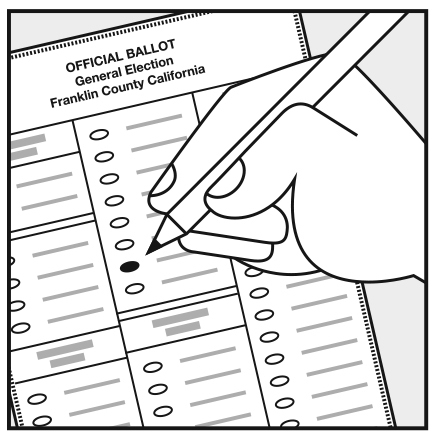 OFFICIAL BALLOT
General Election
Franklin County California